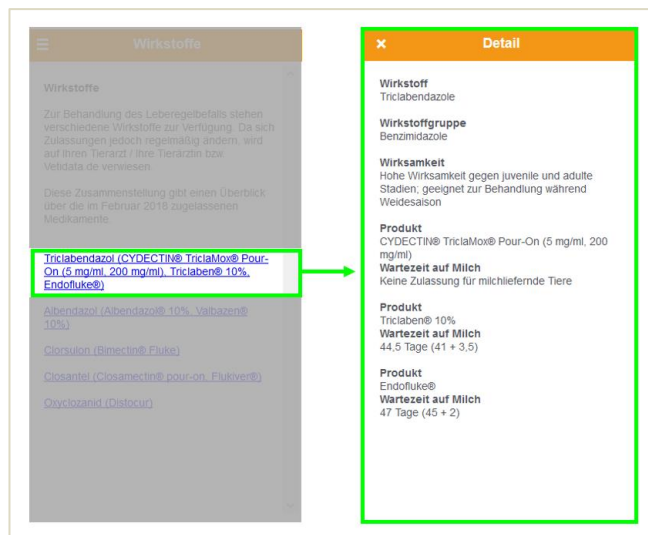 Wirkstoffe
Wirkstoffe
Zur Behandlung des Leberegelbefalls stehen
verschiedene Wirkstoffe zur Verfügung. Da sich
Zulassungen jedoch regelmäßig ändern, wird
auf Ihren Tierarzt / Ihre Tierärztin bzw.
Vetidata.de verwiesen.
Diese Zusammenstellung gibt einen Überblick
über die im Februar 2018 zugelassenen
Medikamente.
Triclabendazol (CYDECTIN® TriclaMox® Pour-
On (5 mg/ml, 200 mg/ml), Triclaben® 10%,
Endofluke®)
Albendazol (Albendazol® 10%, Valbazen®
10%)
Clorsulon (Bimectin® Fluke)
Closantel (Closamectin® pour-on, Flukiver®)
Oxyclozanid (Distocur)
× Detail
Wirkstoff
Triclabendazole
Wirkstoffgruppe
Benzimidazole
Wirksamkeit
Hohe Wirksamkeit gegen juvenile und adulte
Stadien; geeignet zur Behandlung während
Weidesaison
Produkt
CYDECTIN® TriclaMox® Pour-On (5 mg/ml, 200
mg/ml)
Wartezeit auf Milch
Keine Zulassung für milchliefernde Tiere
Produkt
Triclaben® 10%
Wartezeit auf Milch
44,5 Tage (41 + 3,5)
Produkt
Endofluke®
Wartezeit auf Milch
47 Tage (45 + 2)